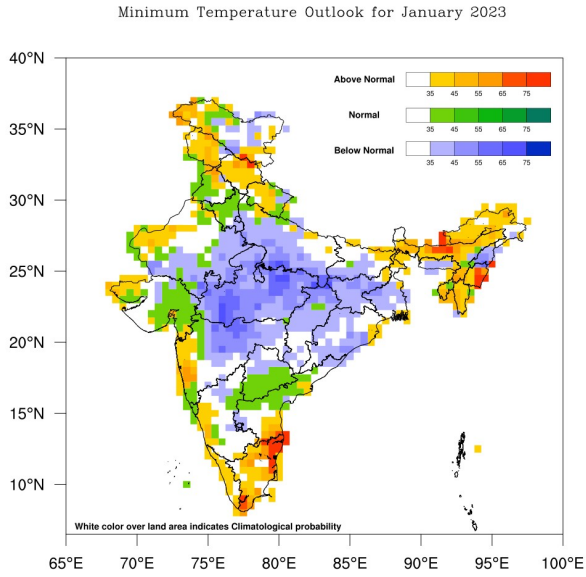 Minimum Temperature Outlook for January 2023
40°N
35°N
30°N
25°N
20°N
15°N
10°N
Above Normal
35 45 55 65 75
Normal
35 45 55 65 75
Below Normal
35 45 55 65 75
White color over land area indicates Climatological probability
65°E 70°E 75°E 80°E 85°E 90°E 95°E 100°E